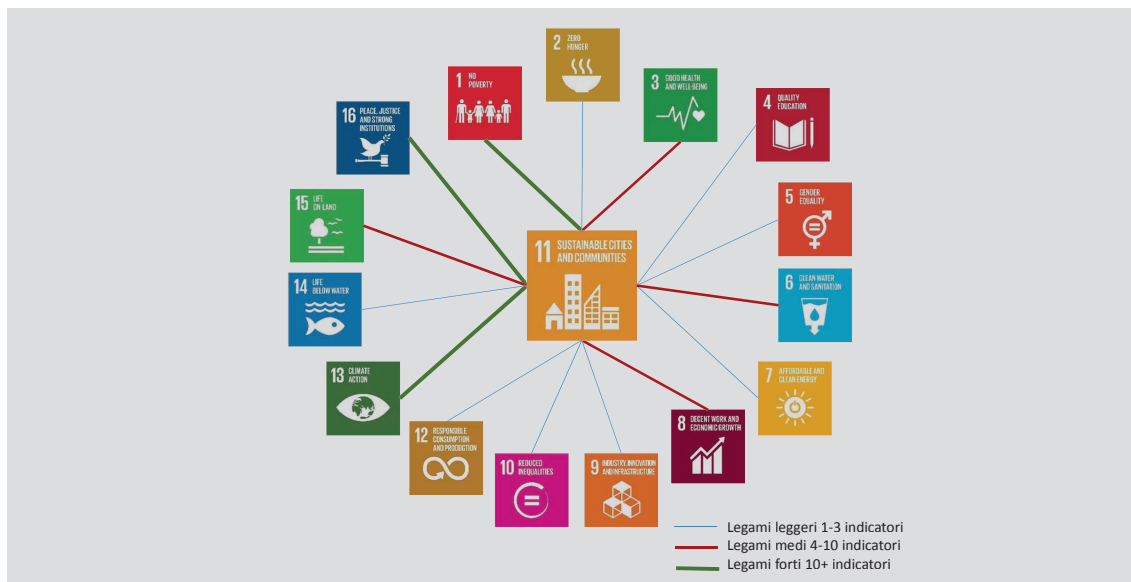 2 ZERO
HUNGER
1 NO
POVERTY
3 GOOD HEALTH
AND WELL-BEING
4 QUALITY
EDUCATION
16 PEACE, JUSTICE
AND STRONG
INSTITUTIONS
15 LIFE
ON LAND
5 GENDER
EQUALITY
11 SUSTAINABLE CITIES
AND COMMUNITIES
14 LIFE
BELOW WATER
6 CLEAN WATER
AND SANITATION
13 CLIMATE
ACTION
7 AFFORDABLE AND
CLEAN ENERGY
12 RESPONSIBLE
CONSUMPTION
AND PRODUCTION
8 DECENT WORK AND
ECONOMIC GROWTH
10 REDUCED
INEQUALITIES
9 INDUSTRY, INNOVATION
AND INFRASTRUCTURE
Legami leggeri 1-3 indicatori
Legami medi 4-10 indicatori
Legami forti 10+ indicatori